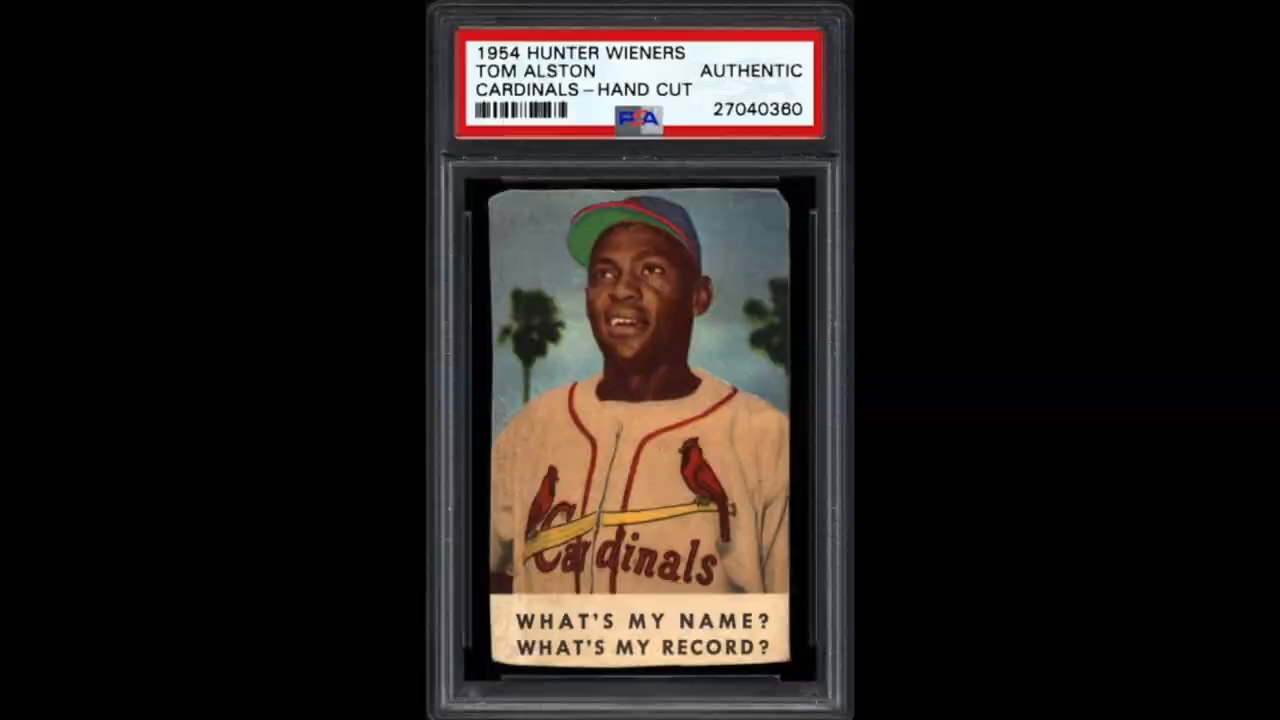 1954 HUNTER WIENERS
TOM ALSTON AUTHENTIC
CARDINALS – HAND CUT
27040360
PSA
Cardinals
WHAT'S MY NAME?
WHAT'S MY RECORD?